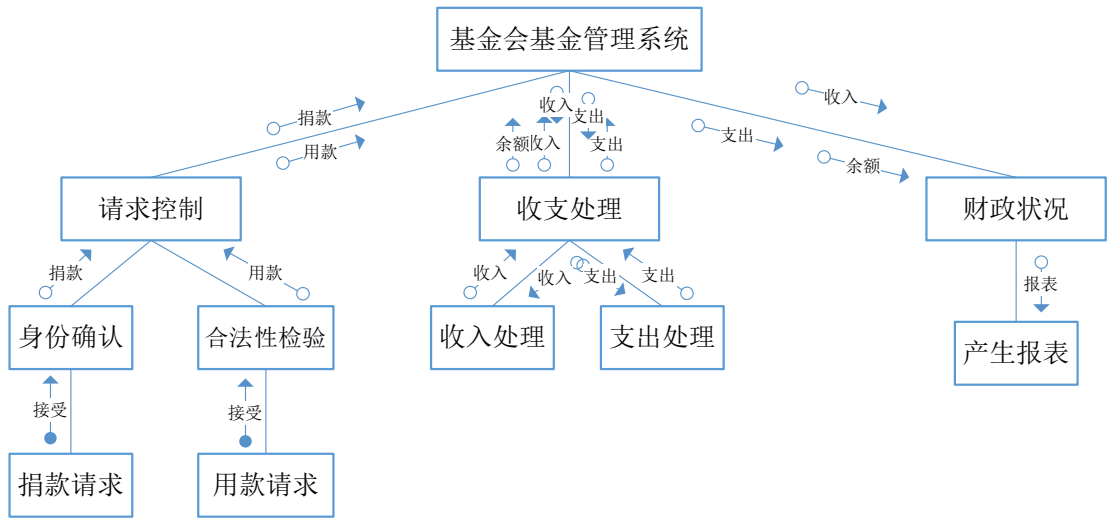 基金会基金管理系统
收入
收入
捐款
支出
支出
用款
余额
收入
支出
余额
请求控制
收支处理
财政状况
捐款
用款
收入
收入
支出
支出
报表
身份确认
合法性检验
收入处理
支出处理
产生报表
接受
接受
捐款请求
用款请求